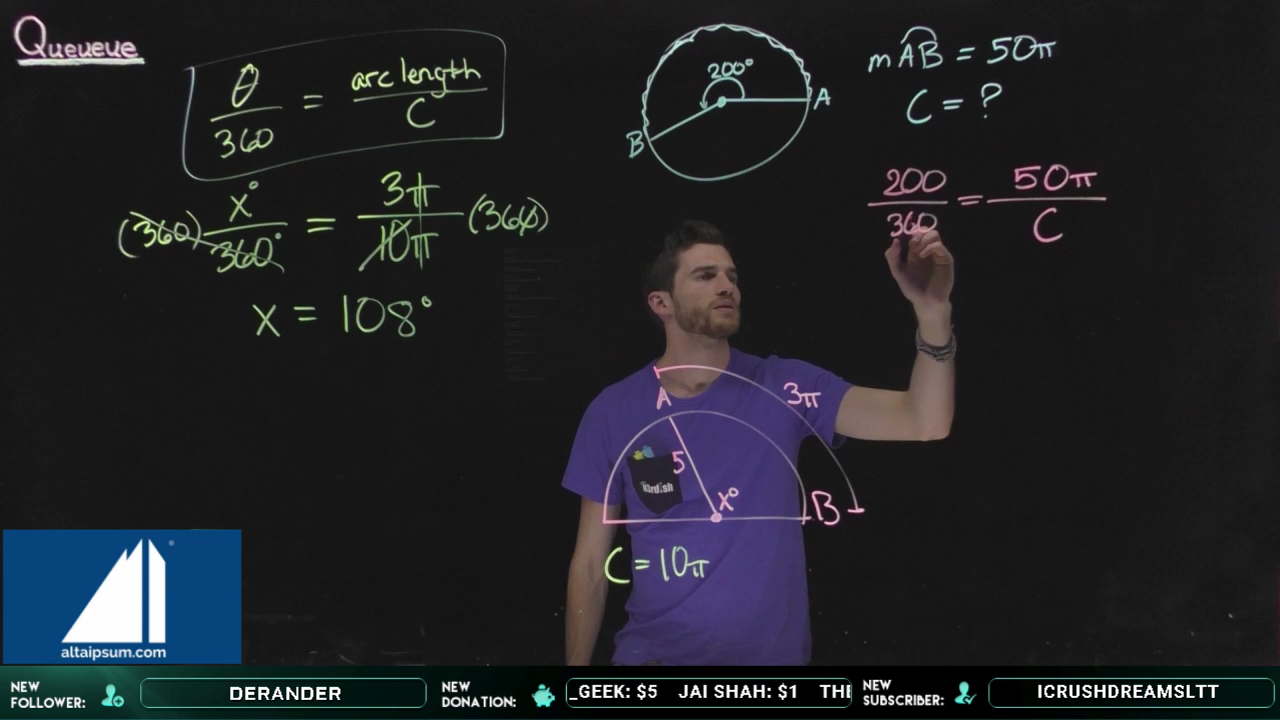 Queueue
θ/360 = arc length/C
(360) x°/360° = 3π/10π (360)
x = 108°
200°
A
B
mAB = 50π
C = ?
200/360 = 50π/C
A
3π
5
x°
B
C = 10π
altaipsum.com
NEW FOLLOWER:
DERANDER
NEW DONATION:
_GEEK: $5 JAI SHAH: $1 THE
NEW SUBSCRIBER:
ICRUSHDREAMSLTT